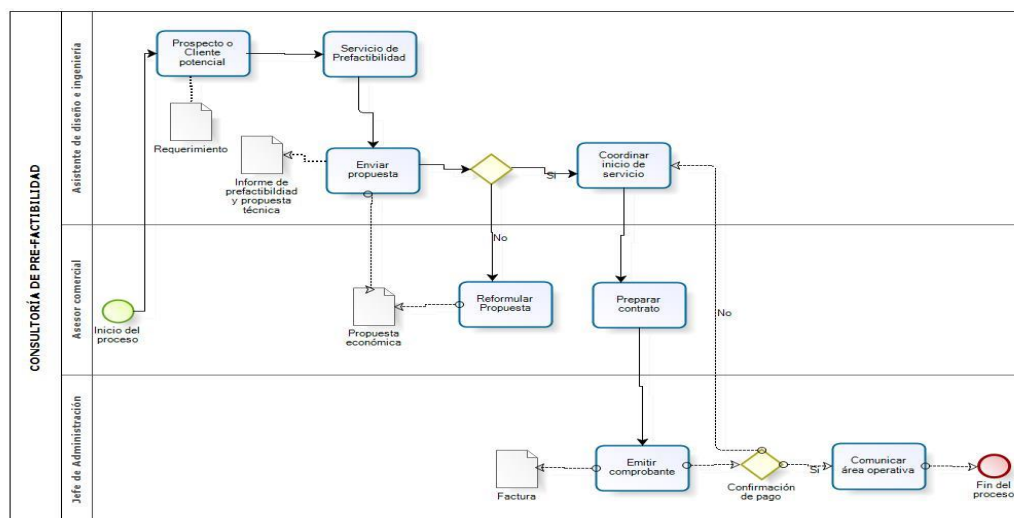 CONSULTORÍA DE PRE-FACTIBILIDAD
Asistente de diseño e ingeniería
Prospecto o
Cliente
potencial
Servicio de
Prefactibilidad
Requerimiento
Informe de
prefactibildiad
y propuesta
técnica
Enviar
propuesta
Si
Coordinar
inicio de
servicio
No
Asesor comercial
Inicio del
proceso
Propuesta
económica
Reformular
Propuesta
Preparar
contrato
No
Jefe de Administración
Factura
Emitir
comprobante
Confirmación
de pago
Si
Comunicar
área operativa
Fin del
proceso